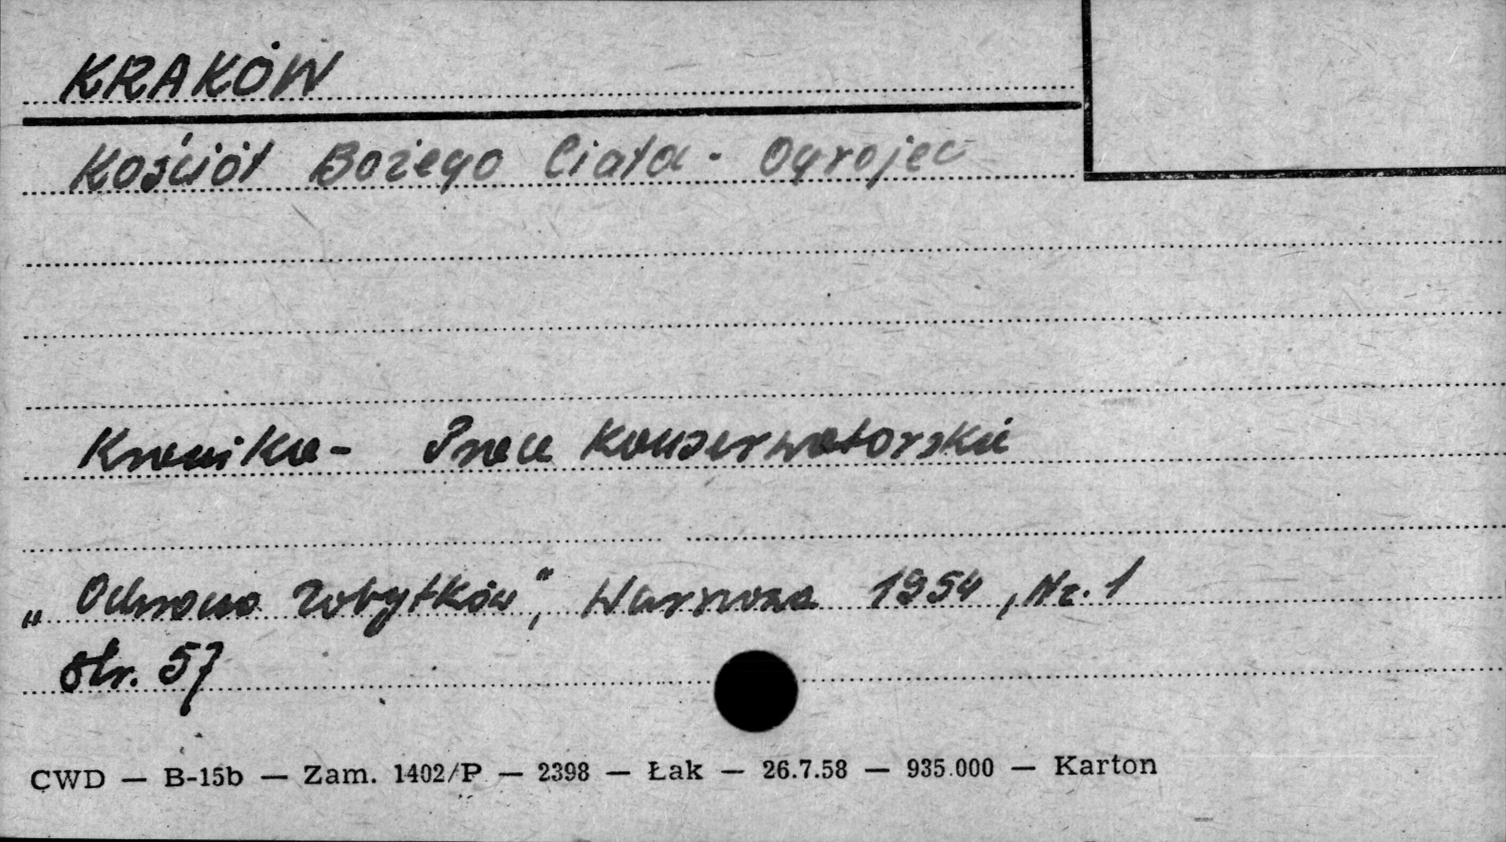 KRAKÓW
Kościół Bożego Ciała - Ogrojec
Kronika - Prace konserwatorskie
„Ochrona Zabytków", Warszawa 1954, Nr. 1
str. 57
CWD — B-15b — Zam. 1402/P — 2398 — Łak — 26.7.58 — 935.000 — Karton